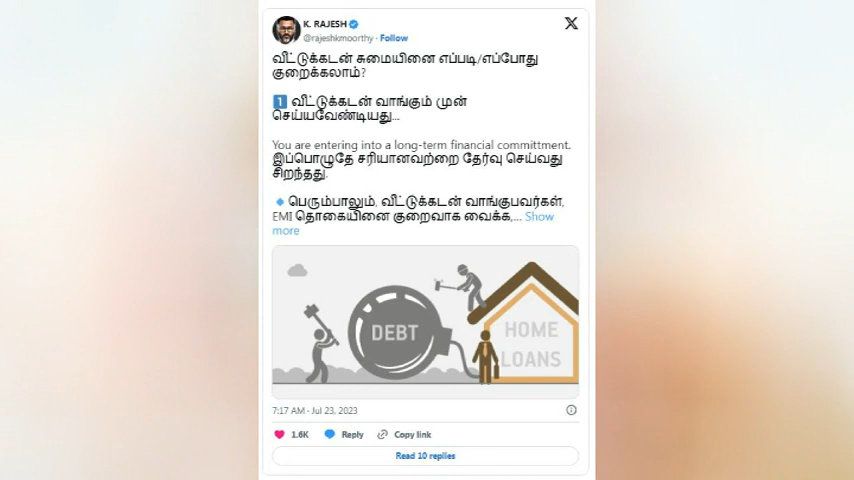 K. RAJESH
@rajeshkmoorthy · Follow
வீட்டுக்கடன் சுமையினை எப்படி/எப்போது
குறைக்கலாம்?
1 வீட்டுக்கடன் வாங்கும் முன்
செய்யவேண்டியது...
You are entering into a long-term financial committment.
இப்பொழுதே சரியானவற்றை தேர்வு செய்வது
சிறந்தது.
பெரும்பாலும், வீட்டுக்கடன் வாங்குபவர்கள்,
EMI தொகையினை குறைவாக வைக்க,... Show
more
DEBT
HOME
LOANS
7:17 AM · Jul 23, 2023
1.6K Reply Copy link
Read 10 replies